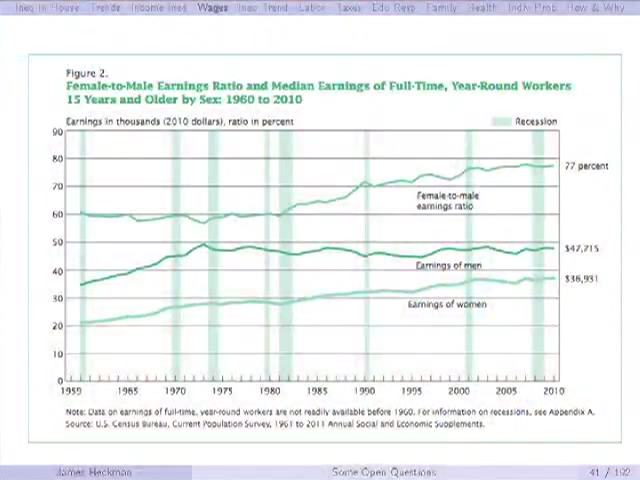 Ineq in House Trends Income Ineq Wages Ineq Trend Labor Taxes Edu Resp Family Health Indiv Prob How & Why
Figure 2.
Female-to-Male Earnings Ratio and Median Earnings of Full-Time, Year-Round Workers
15 Years and Older by Sex: 1960 to 2010
Earnings in thousands (2010 dollars), ratio in percent
Recession
90
80
77 percent
70
Female-to-male
earnings ratio
60
50
$47,715
Earnings of men
40
$36,931
30
Earnings of women
20
10
0
1959 1965 1970 1975 1980 1985 1990 1995 2000 2005 2010
Note: Data on earnings of full-time, year-round workers are not readily available before 1960. For information on recessions, see Appendix A.
Source: U.S. Census Bureau, Current Population Survey, 1961 to 2011 Annual Social and Economic Supplements.
James Heckman Some Open Questions 41 / 192